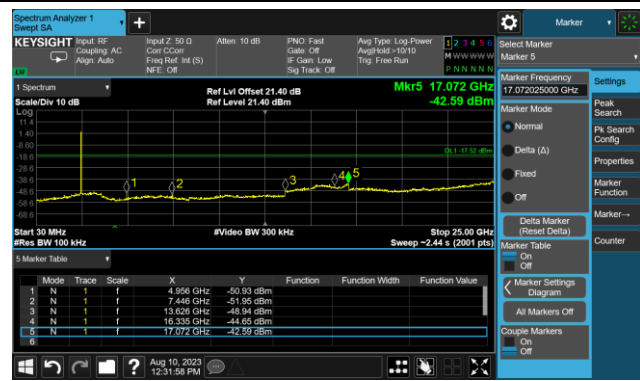 Spectrum Analyzer 1
Swept SA
Marker
KEYSIGHT
Input: RF
Coupling: AC
Align: Auto
Input Z: 50 Ω
Corr CCorr
Freq Ref: Int (S)
NFE: Off
Atten: 10 dB
PNO: Fast
Gate: Off
IF Gain: Low
Sig Track: Off
Avg Type: Log-Power
Avg|Hold:>10/10
Trig: Free Run
1 2 3 4 5 6
M W W W W W
P N N N N N
LXI
Select Marker
Marker 5
1 Spectrum
Scale/Div 10 dB
Ref Lvl Offset 21.40 dB
Ref Level 21.40 dBm
Mkr5 17.072 GHz
-42.59 dBm
Log
11.4
1.40
-8.60
-18.6
-28.6
-38.6
-48.6
-58.6
-68.6
DL1 -17.52 dBm
1
2
3
4
5
Start 30 MHz
#Res BW 100 kHz
#Video BW 300 kHz
Stop 25.00 GHz
Sweep ~2.44 s (2001 pts)
5 Marker Table
Mode Trace Scale X Y Function Function Width Function Value
1 N 1 f 4.956 GHz -50.93 dBm
2 N 1 f 7.446 GHz -51.95 dBm
3 N 1 f 13.626 GHz -48.94 dBm
4 N 1 f 16.335 GHz -44.65 dBm
5 N 1 f 17.072 GHz -42.59 dBm
6
Marker Frequency
17.072025000 GHz
Marker Mode
Normal
Delta (Δ)
Fixed
Off
Delta Marker
(Reset Delta)
Marker Table
On
Off
Marker Settings
Diagram
All Markers Off
Couple Markers
On
Off
Settings
Peak
Search
Pk Search
Config
Properties
Marker
Function
Marker→
Counter
?
Aug 10, 2023
12:31:58 PM